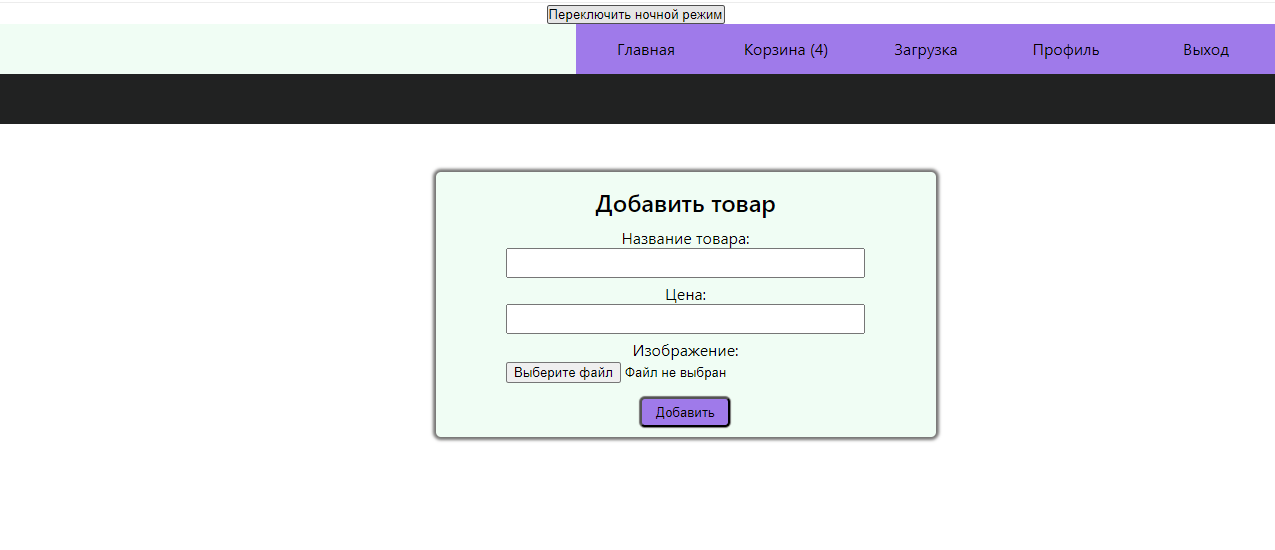 Переключить ночной режим
Главная Корзина (4) Загрузка Профиль Выход
Добавить товар
Название товара:
Цена:
Изображение:
Выберите файл Файл не выбран
Добавить